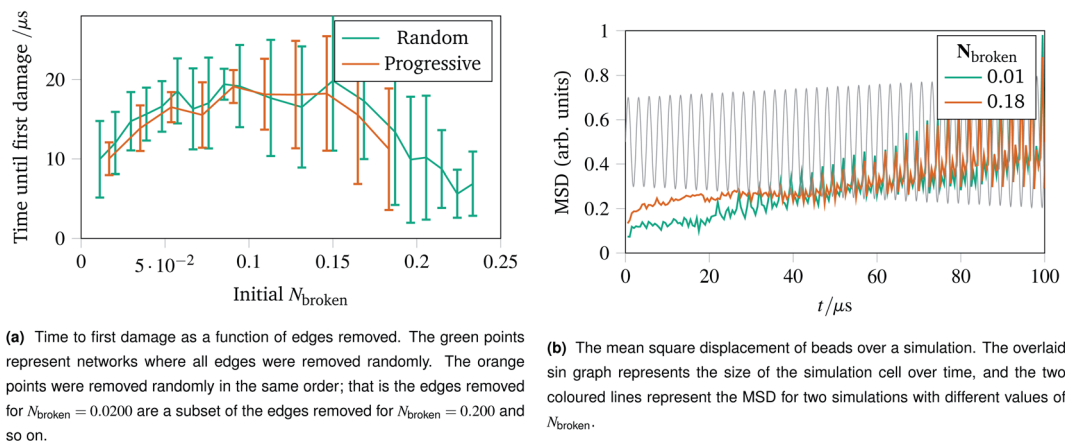 Time until first damage /μs
20
10
0
Random
Progressive
0
5·10⁻²
0.1
0.15
0.2
0.25
Initial N_broken
(a) Time to first damage as a function of edges removed. The green points
represent networks where all edges were removed randomly. The orange
points were removed randomly in the same order; that is the edges removed
for N_broken = 0.0200 are a subset of the edges removed for N_broken = 0.200 and
so on.
MSD (arb. units)
1
0.8
0.6
0.4
0.2
0
N_broken
0.01
0.18
0
20
40
60
80
100
t/μs
(b) The mean square displacement of beads over a simulation. The overlaid
sin graph represents the size of the simulation cell over time, and the two
coloured lines represent the MSD for two simulations with different values of
N_broken.